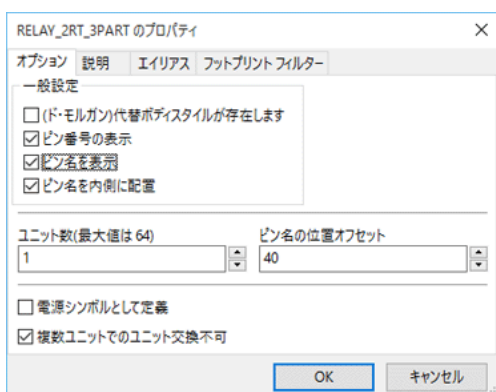 RELAY_2RT_3PART のプロパティ
オプション 説明 エイリアス フットプリント フィルター
一般設定
(ド・モルガン)代替ボディスタイルが存在します
ピン番号の表示
ピン名を表示
ピン名を内側に配置
ユニット数(最大値は 64) ピン名の位置オフセット
1 40
電源シンボルとして定義
複数ユニットでのユニット交換不可
OK キャンセル